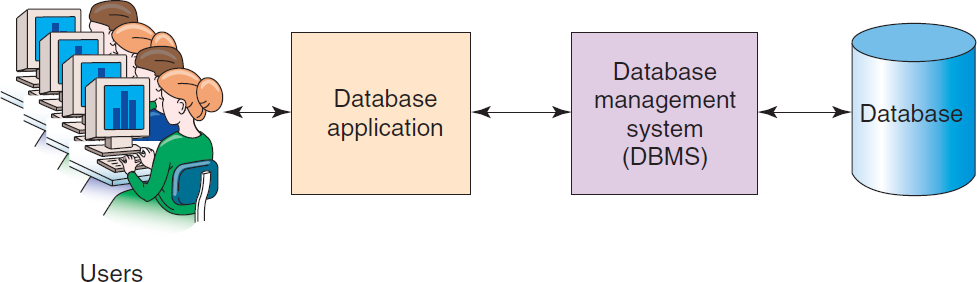 Database
application
Database
management
system
(DBMS)
Database
Users